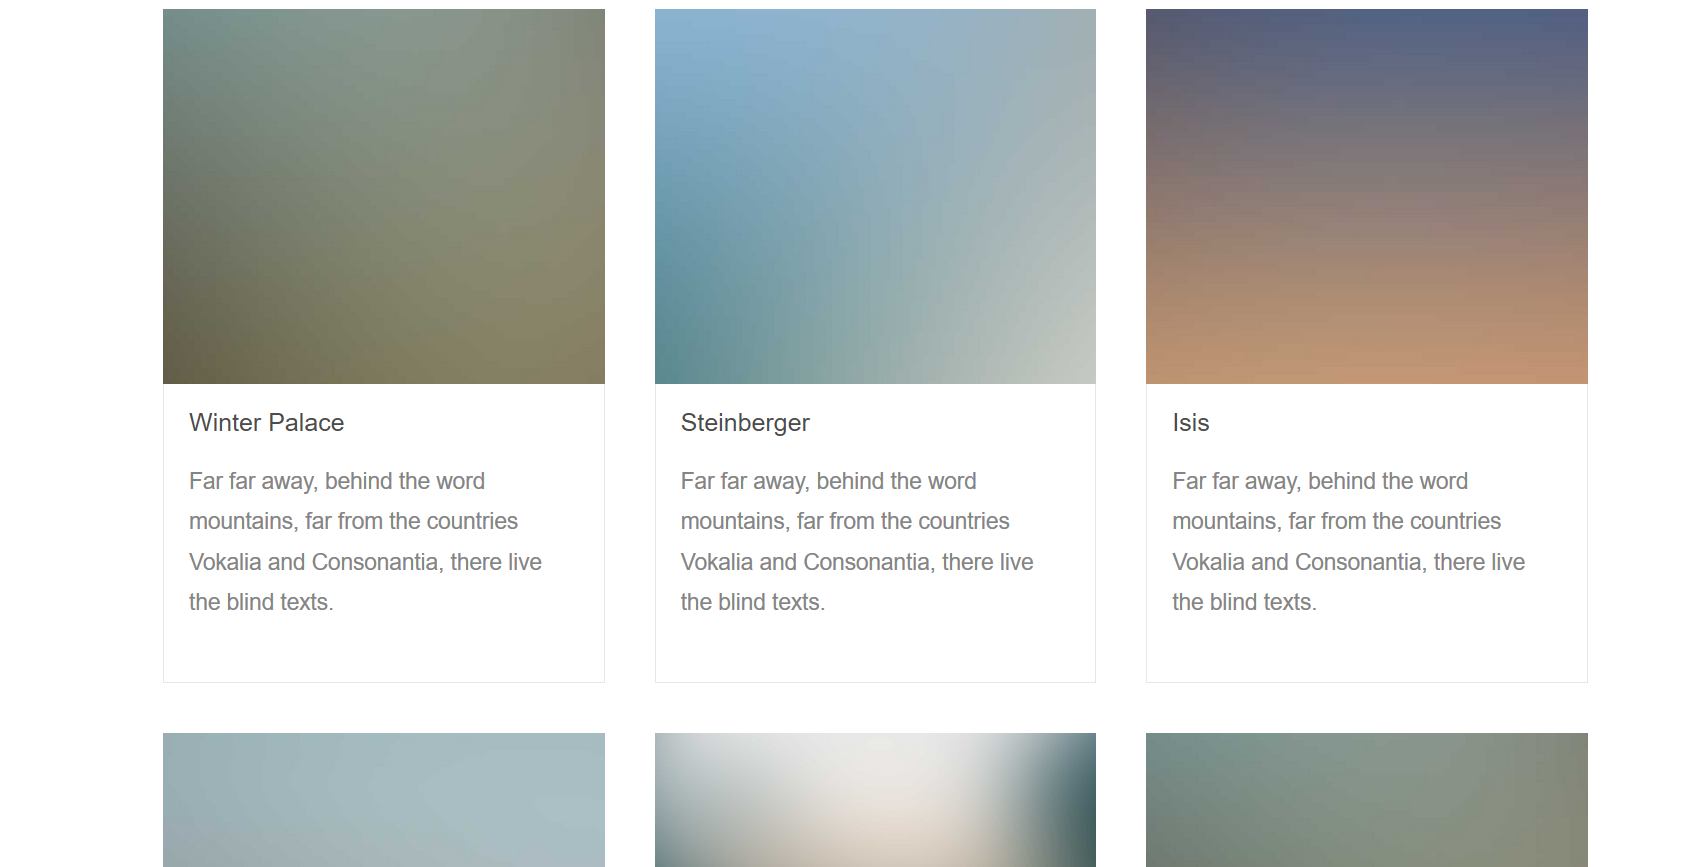 Winter Palace
Far far away, behind the word
mountains, far from the countries
Vokalia and Consonantia, there live
the blind texts.
Steinberger
Far far away, behind the word
mountains, far from the countries
Vokalia and Consonantia, there live
the blind texts.
Isis
Far far away, behind the word
mountains, far from the countries
Vokalia and Consonantia, there live
the blind texts.